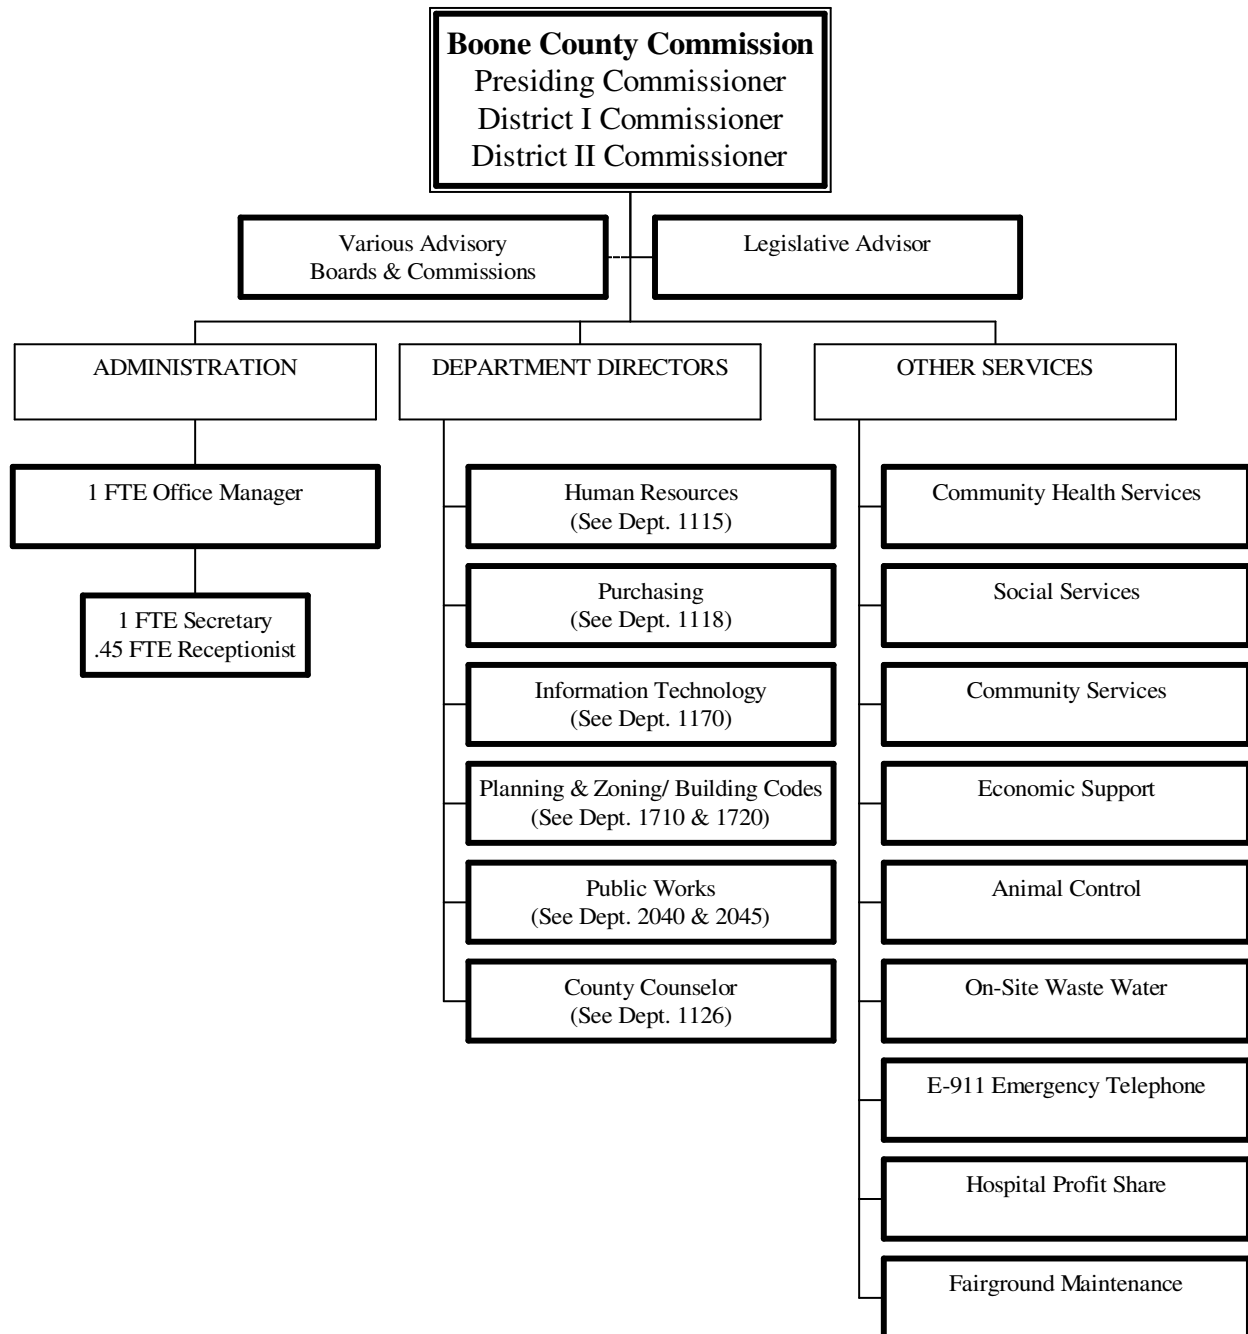 Boone County Commission
Presiding Commissioner
District I Commissioner
District II Commissioner
Various Advisory
Boards & Commissions
Legislative Advisor
ADMINISTRATION
DEPARTMENT DIRECTORS
OTHER SERVICES
1 FTE Office Manager
1 FTE Secretary
.45 FTE Receptionist
Human Resources
(See Dept. 1115)
Purchasing
(See Dept. 1118)
Information Technology
(See Dept. 1170)
Planning & Zoning/ Building Codes
(See Dept. 1710 & 1720)
Public Works
(See Dept. 2040 & 2045)
County Counselor
(See Dept. 1126)
Community Health Services
Social Services
Community Services
Economic Support
Animal Control
On-Site Waste Water
E-911 Emergency Telephone
Hospital Profit Share
Fairground Maintenance